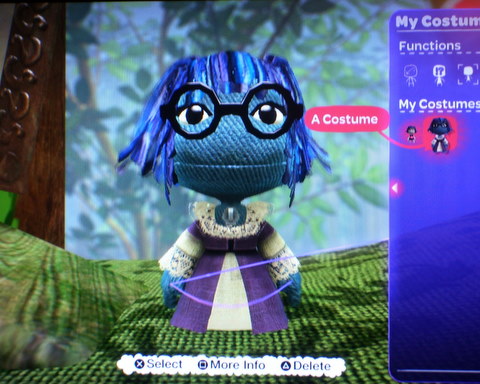 My Costum
Functions
My Costumes
A Costume
Select More Info Delete